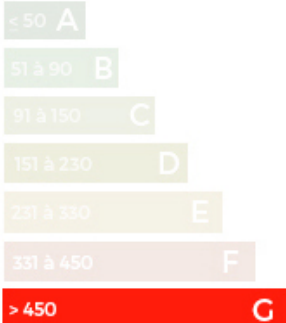 ≤ 50 A
51 à 90 B
91 à 150 C
151 à 230 D
231 à 330 E
331 à 450 F
> 450 G